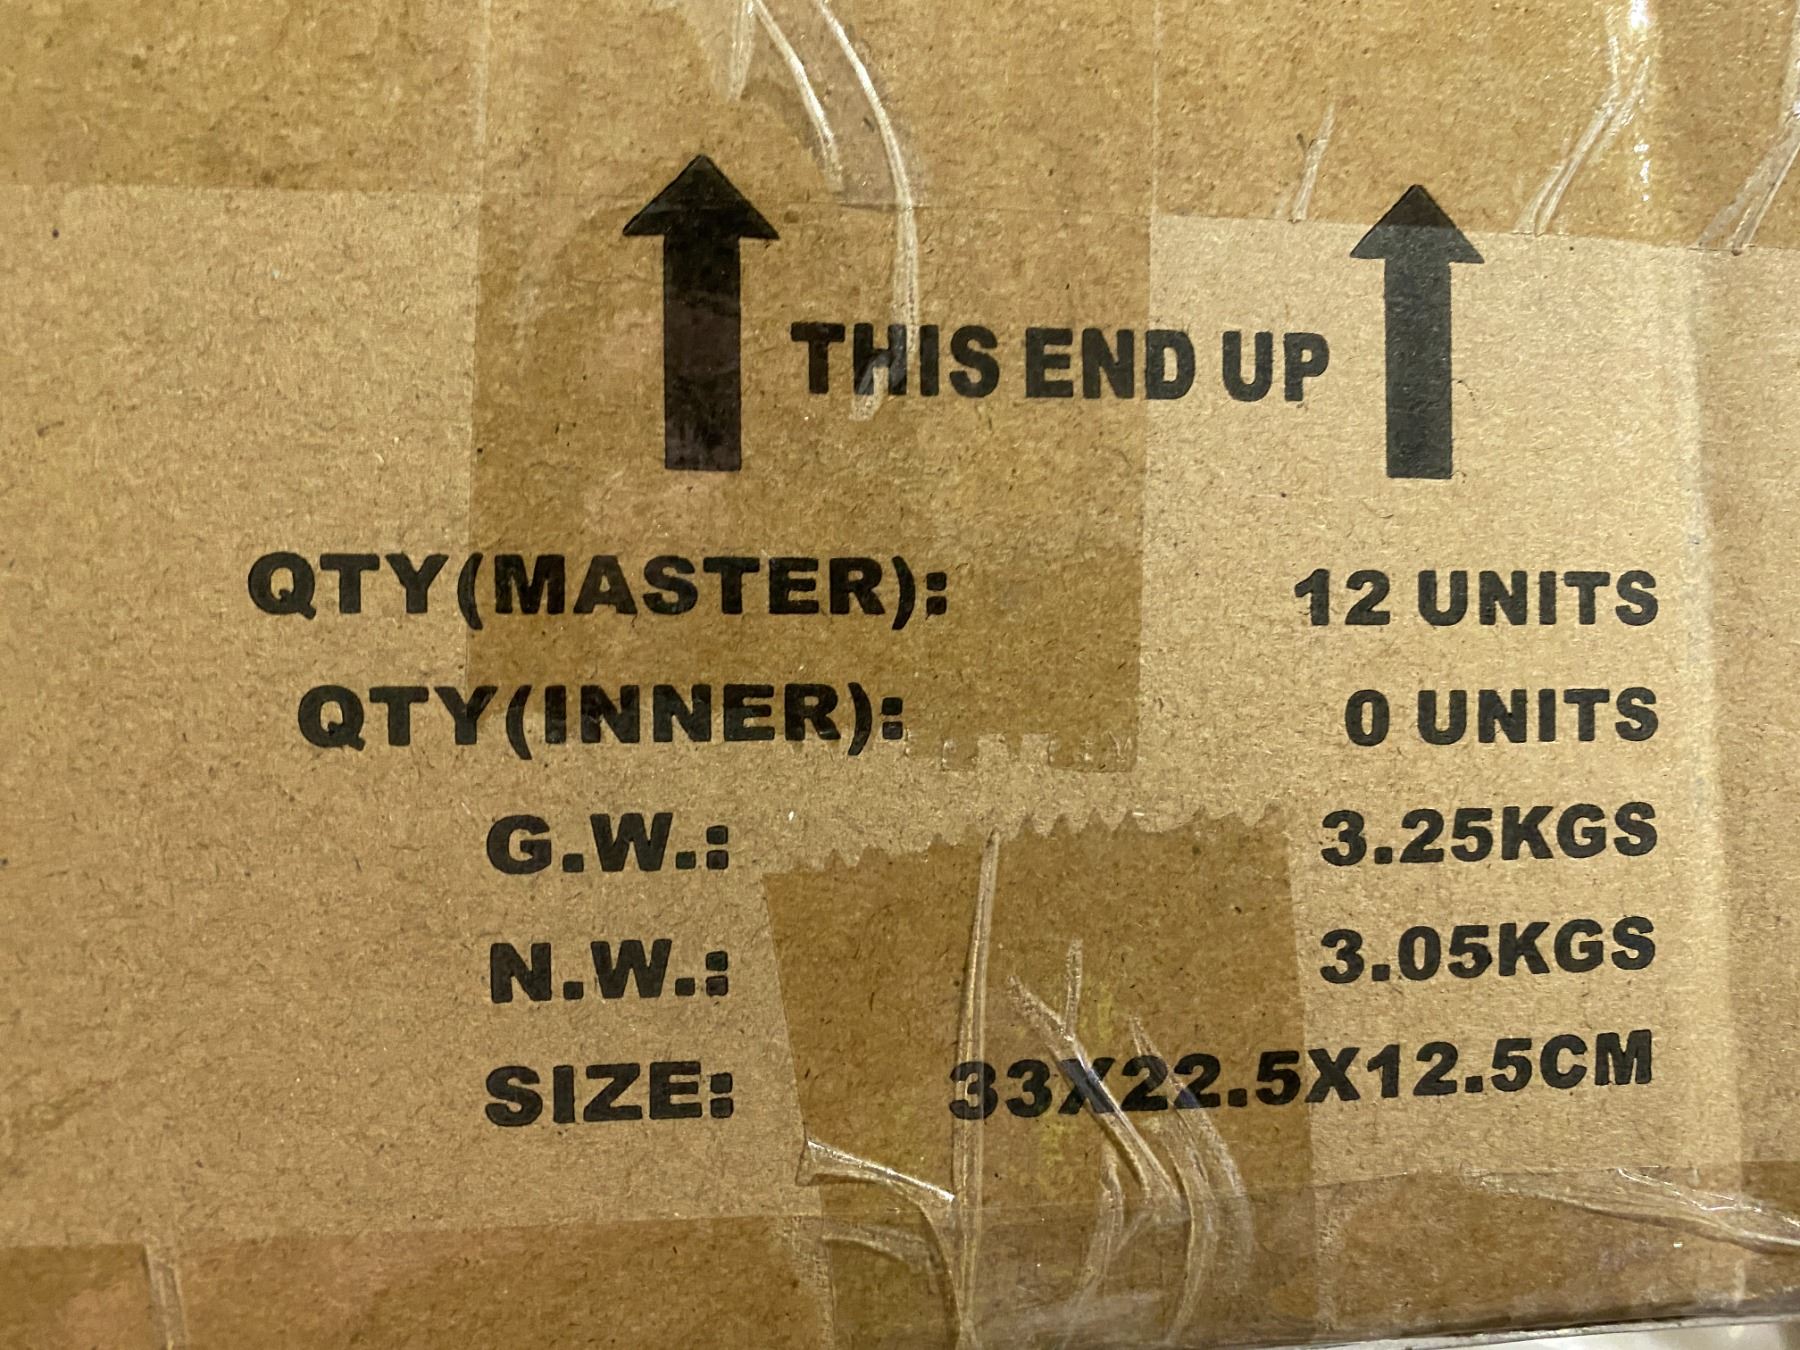 THIS END UP
QTY(MASTER): 12 UNITS
QTY(INNER): 0 UNITS
G.W.: 3.25KGS
N.W.: 3.05KGS
SIZE: 33X22.5X12.5CM